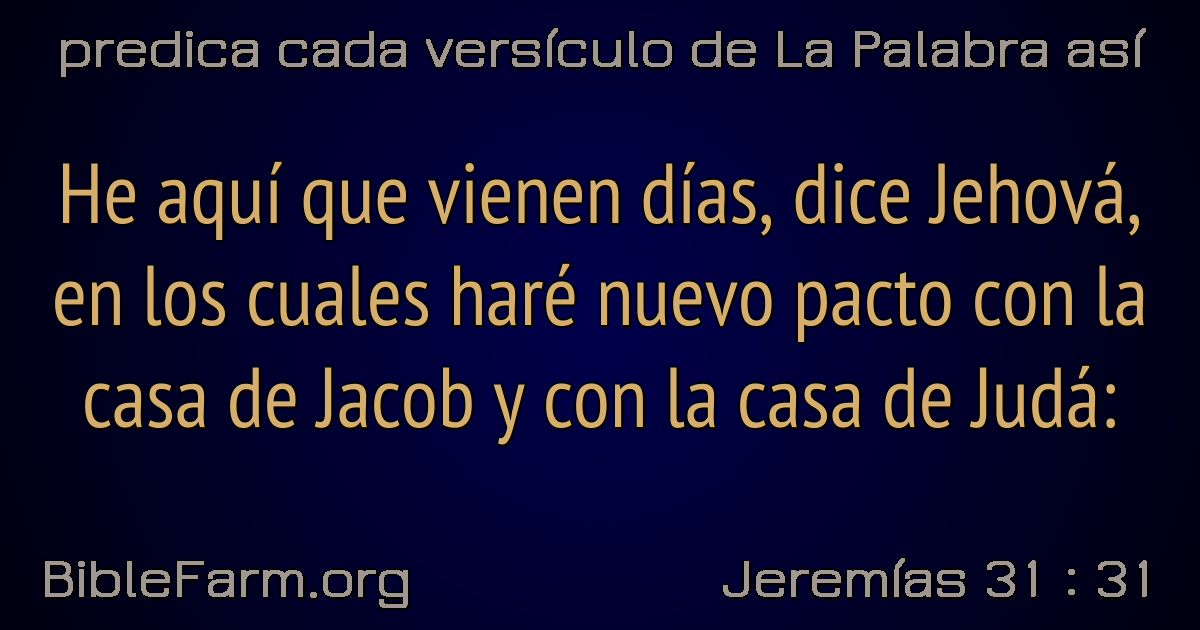 predica cada versículo de La Palabra así
He aquí que vienen días, dice Jehová,
en los cuales haré nuevo pacto con la
casa de Jacob y con la casa de Judá:
BibleFarm.org
Jeremías 31 : 31